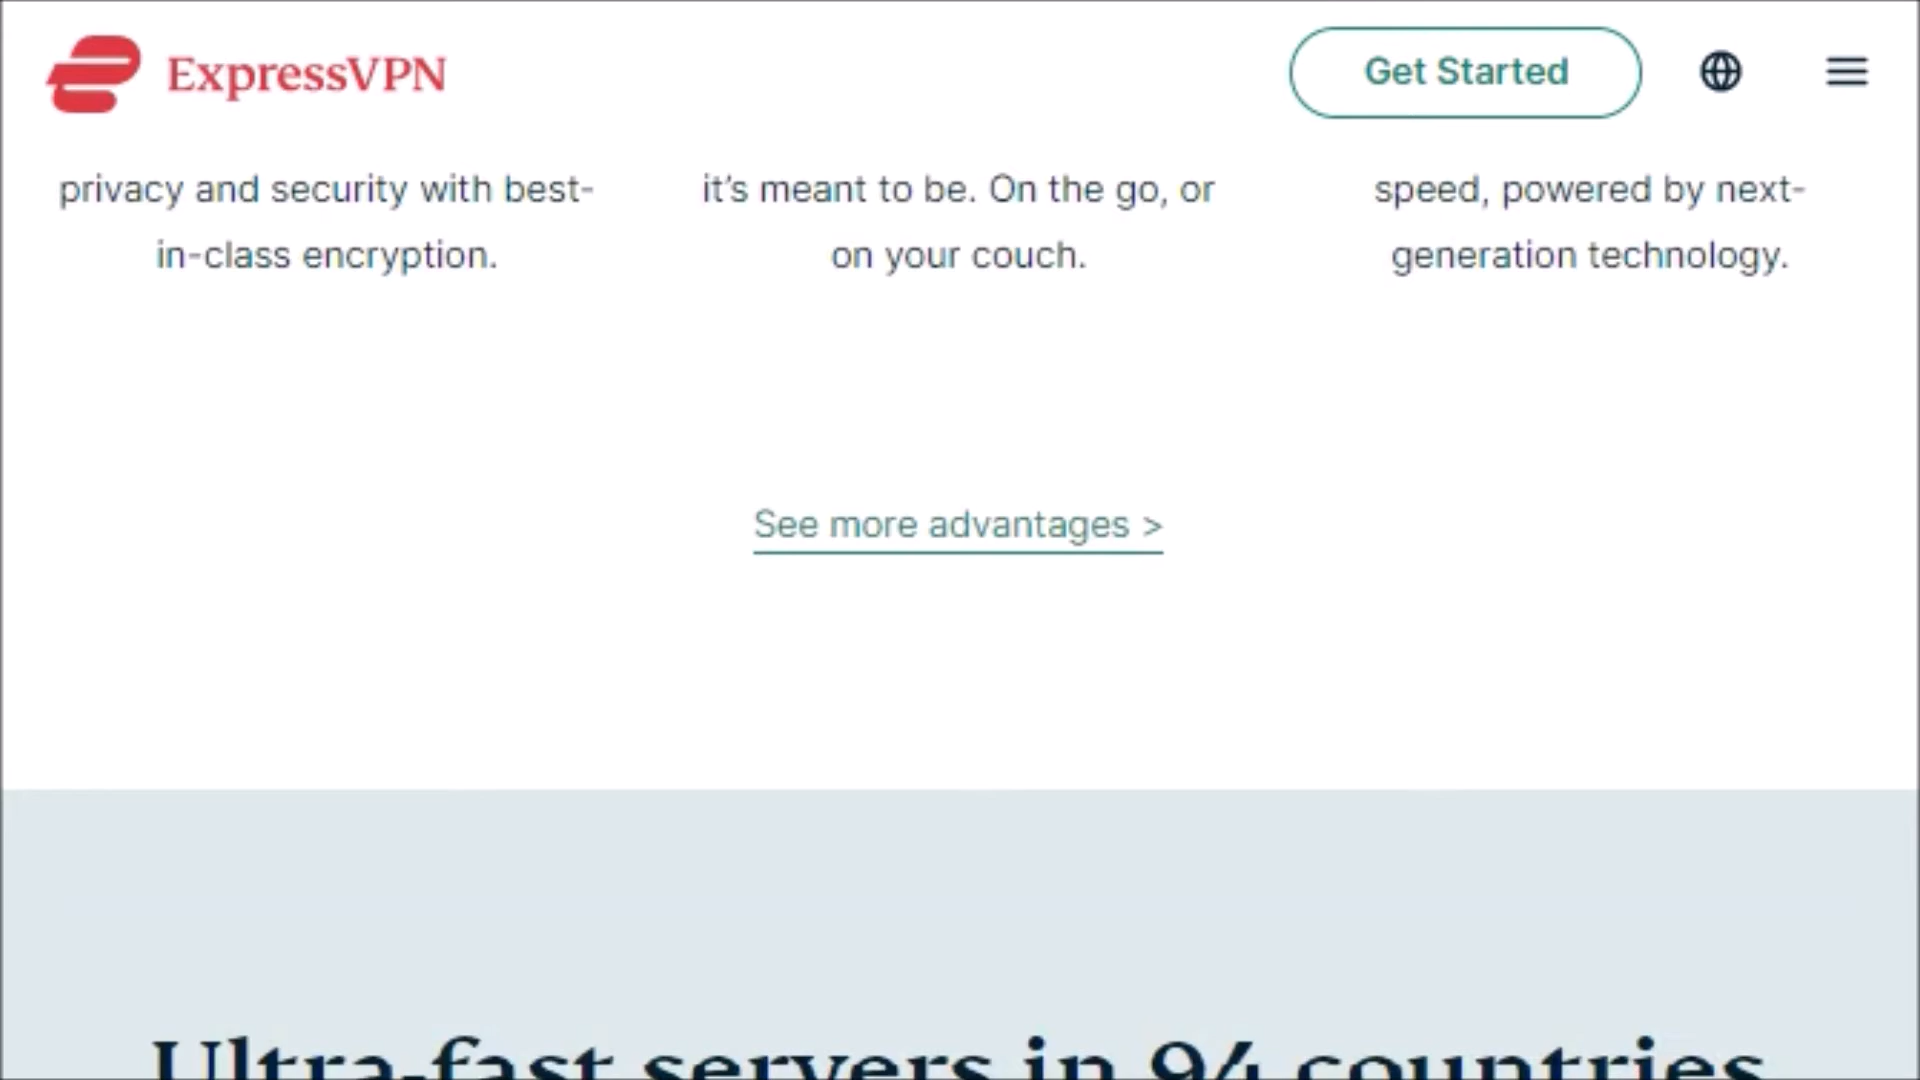 ExpressVPN
Get Started
privacy and security with best-
in-class encryption.
it’s meant to be. On the go, or
on your couch.
speed, powered by next-
generation technology.
See more advantages >
Ultra-fast servers in 94 countries